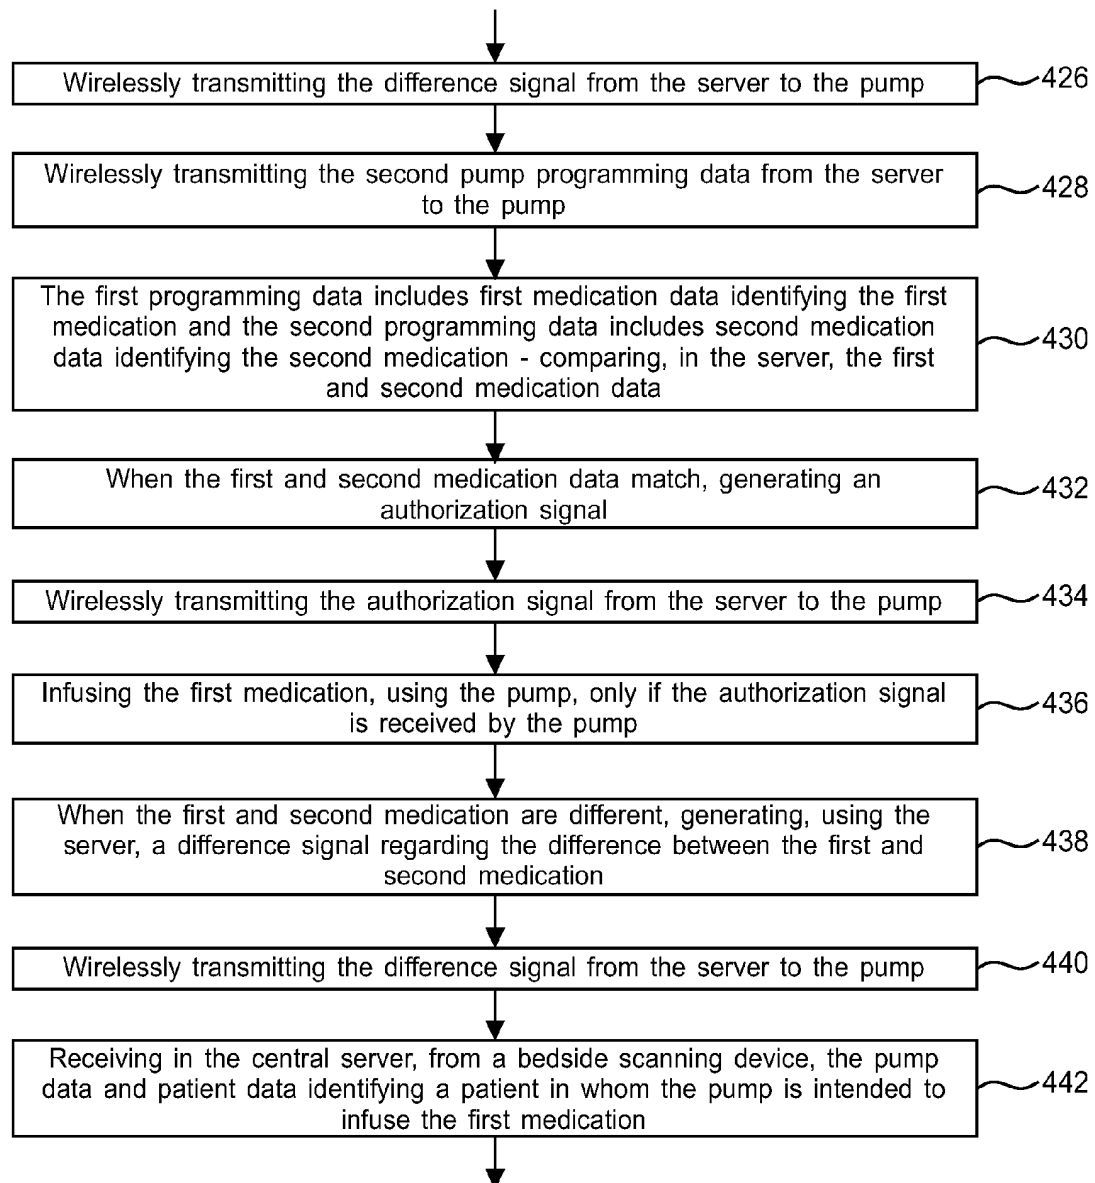 Wirelessly transmitting the difference signal from the server to the pump
426
Wirelessly transmitting the second pump programming data from the server
to the pump
428
The first programming data includes first medication data identifying the first
medication and the second programming data includes second medication
data identifying the second medication - comparing, in the server, the first
and second medication data
430
When the first and second medication data match, generating an
authorization signal
432
Wirelessly transmitting the authorization signal from the server to the pump
434
Infusing the first medication, using the pump, only if the authorization signal
is received by the pump
436
When the first and second medication are different, generating, using the
server, a difference signal regarding the difference between the first and
second medication
438
Wirelessly transmitting the difference signal from the server to the pump
440
Receiving in the central server, from a bedside scanning device, the pump
data and patient data identifying a patient in whom the pump is intended to
infuse the first medication
442